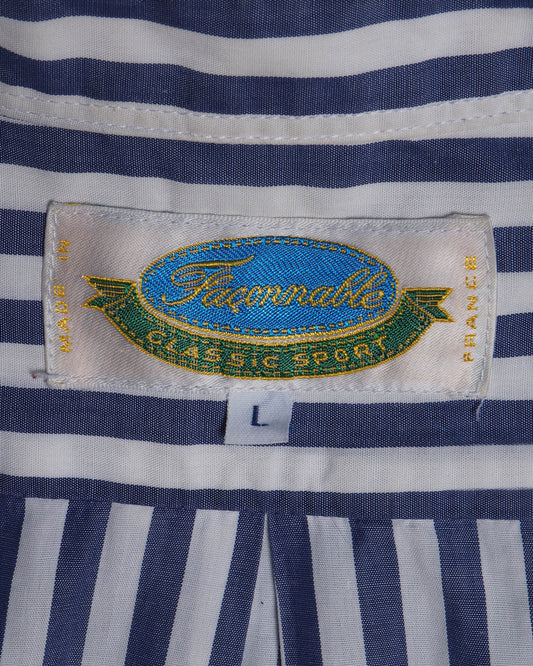 MADE IN
Façonnable
CLASSIC SPORT
FRANCE
L